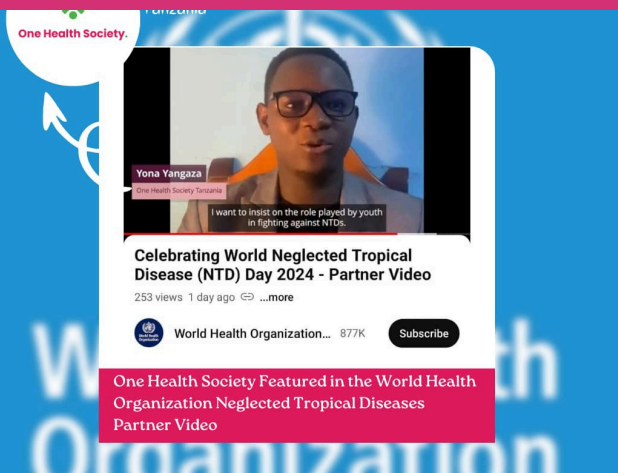 Tanzania
One Health Society.
Yona Yangaza
One Health Society Tanzania
I want to insist on the role played by youth
in fighting against NTDs.
Celebrating World Neglected Tropical
Disease (NTD) Day 2024 - Partner Video
253 views 1 day ago ...more
World Health Organization... 877K
Subscribe
One Health Society Featured in the World Health
Organization Neglected Tropical Diseases
Partner Video